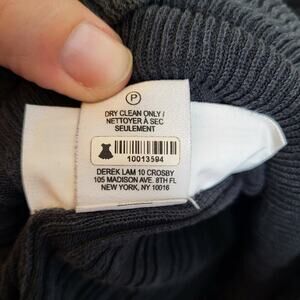 P
DRY CLEAN ONLY /
NETTOYER À SEC
SEULEMENT
10013594
DEREK LAM 10 CROSBY
105 MADISON AVE. 8TH FL
NEW YORK, NY 10016